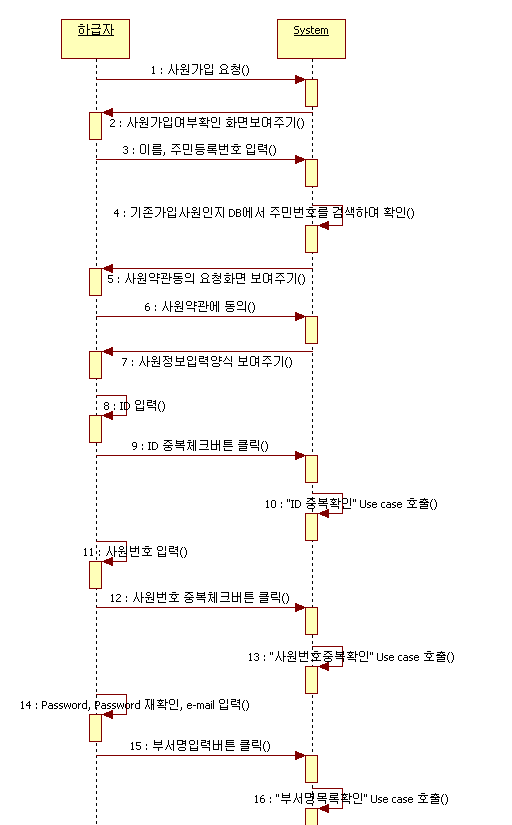 하급자
System
1 : 사원가입 요청()
2 : 사원가입여부확인 화면보여주기()
3 : 이름, 주민등록번호 입력()
4 : 기존가입사원인지 DB에서 주민번호를 검색하여 확인()
5 : 사원약관동의 요청화면 보여주기()
6 : 사원약관에 동의()
7 : 사원정보입력양식 보여주기()
8 : ID 입력()
9 : ID 중복체크버튼 클릭()
10 : "ID 중복확인" Use case 호출()
11 : 사원번호 입력()
12 : 사원번호 중복체크버튼 클릭()
13 : "사원번호중복확인" Use case 호출()
14 : Password, Password 재확인, e-mail 입력()
15 : 부서명입력버튼 클릭()
16 : "부서명목록확인" Use case 호출()